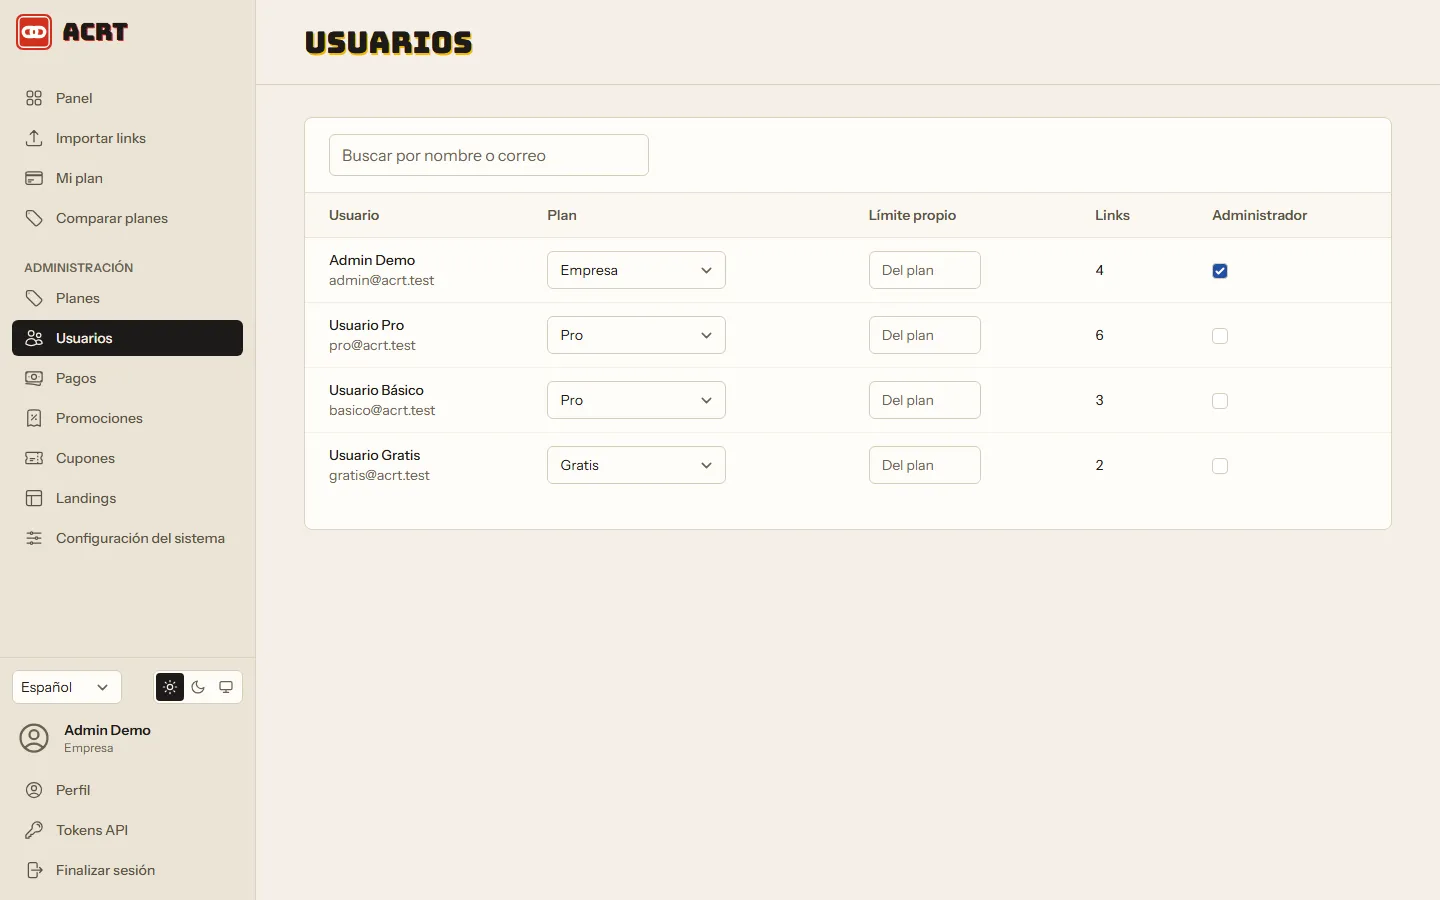 ACRT
Panel
Importar links
Mi plan
Comparar planes
ADMINISTRACIÓN
Planes
Usuarios
Pagos
Promociones
Cupones
Landings
Configuración del sistema
Español
Admin Demo
Empresa
Perfil
Tokens API
Finalizar sesión
USUARIOS
Buscar por nombre o correo
Usuario Plan Límite propio Links Administrador
Admin Demo
admin@acrt.test
Empresa Del plan 4
Usuario Pro
pro@acrt.test
Pro Del plan 6
Usuario Básico
basico@acrt.test
Pro Del plan 3
Usuario Gratis
gratis@acrt.test
Gratis Del plan 2